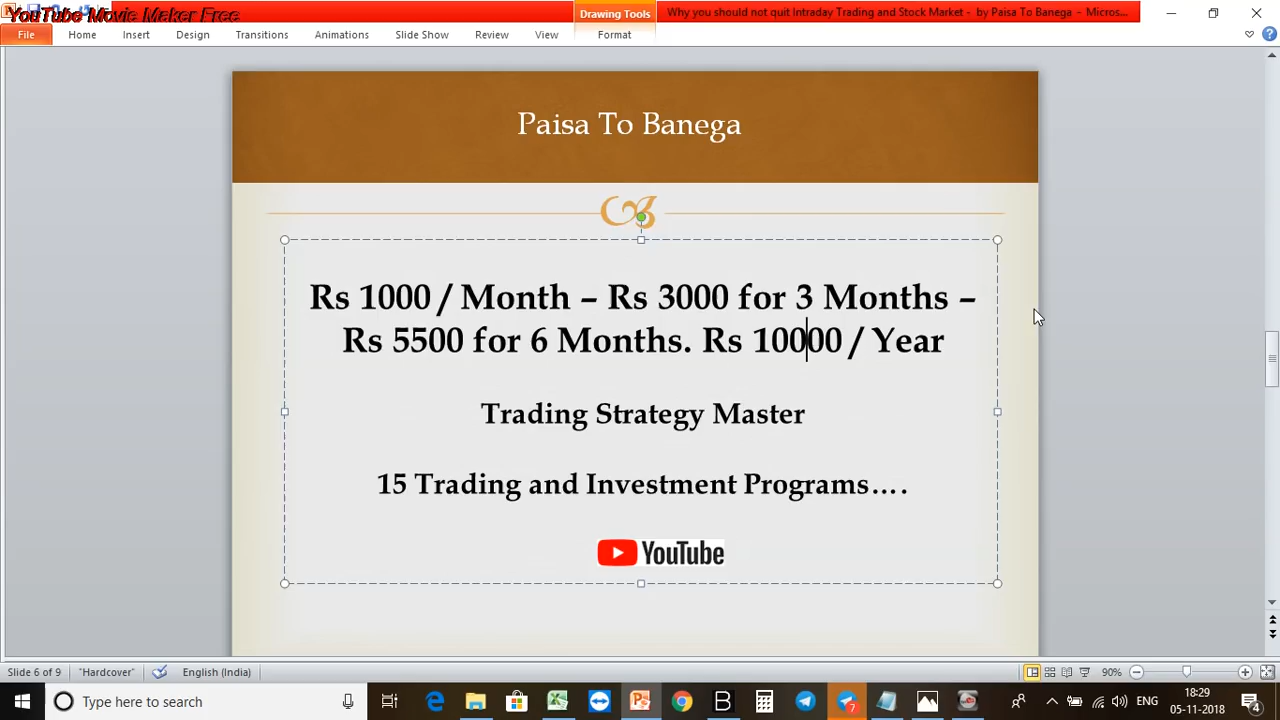 YouTube Movie Maker Free
Drawing Tools
Why you should not quit Intraday Trading and Stock Market - by Paisa To Banega - Micros...
File Home Insert Design Transitions Animations Slide Show Review View Format
Paisa To Banega
Rs 1000 / Month – Rs 3000 for 3 Months –
Rs 5500 for 6 Months. Rs 10000 / Year
Trading Strategy Master
15 Trading and Investment Programs….
YouTube
Slide 6 of 9 "Hardcover" English (India) 90%
Type here to search
7
ENG
18:29
05-11-2018
4